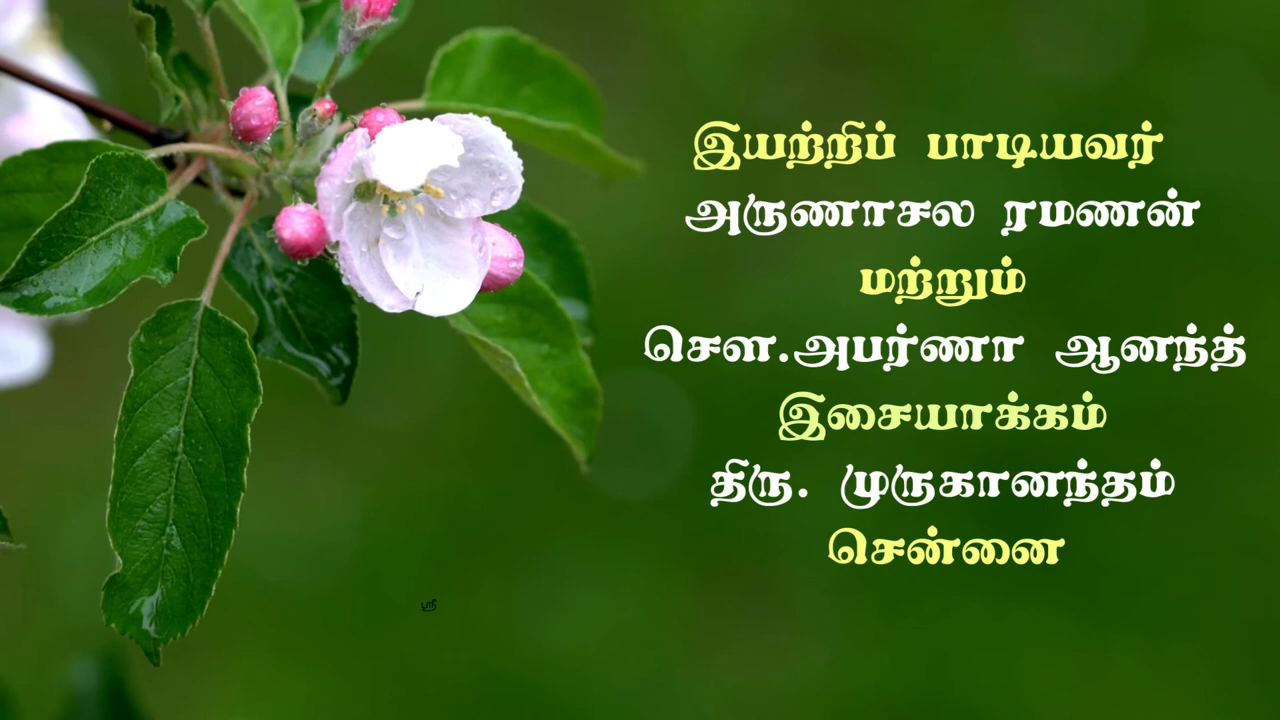 இயற்றிப் பாடியவர்
அருணாசல ரமணன்
மற்றும்
சௌ.அபர்ணா ஆனந்த்
இசையாக்கம்
திரு. முருகானந்தம்
சென்னை
ஸ்ரீ